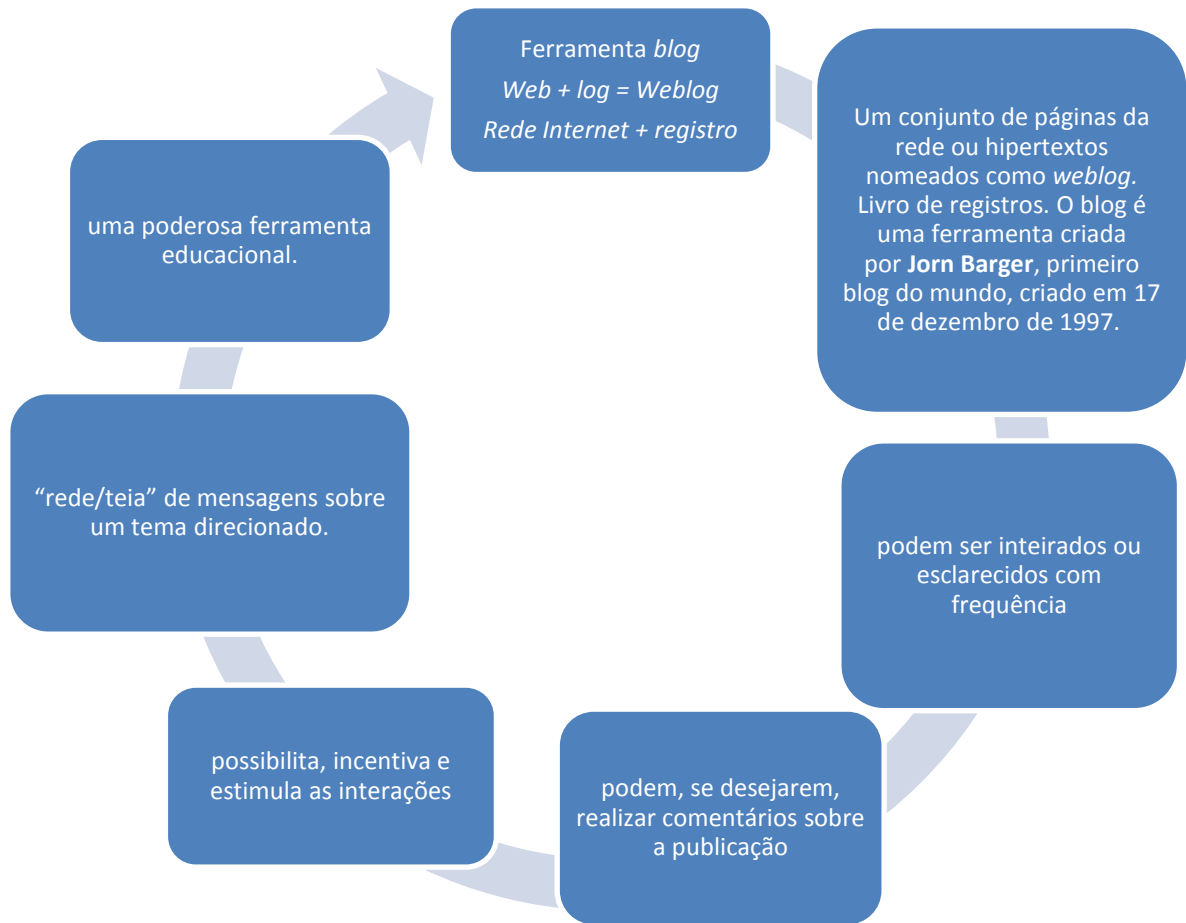 Ferramenta blog
Web + log = Weblog
Rede Internet + registro
Um conjunto de páginas da
rede ou hipertextos
nomeados como weblog.
Livro de registros. O blog é
uma ferramenta criada
por Jorn Barger, primeiro
blog do mundo, criado em 17
de dezembro de 1997.
podem ser inteirados ou
esclarecidos com
frequência
podem, se desejarem,
realizar comentários sobre
a publicação
possibilita, incentiva e
estimula as interações
“rede/teia” de mensagens sobre
um tema direcionado.
uma poderosa ferramenta
educacional.